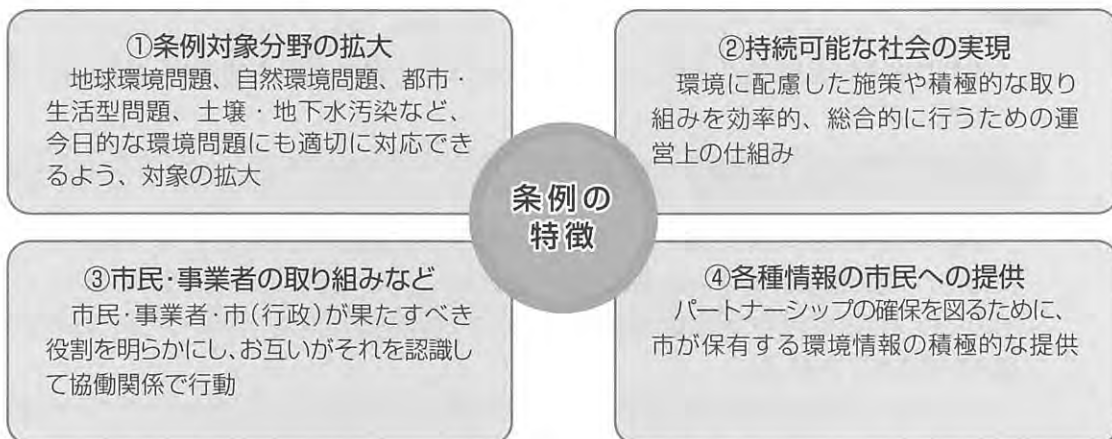 ①条例対象分野の拡大
地球環境問題、自然環境問題、都市・
生活型問題、土壌・地下水汚染など、
今日的な環境問題にも適切に対応でき
るよう、対象の拡大
②持続可能な社会の実現
環境に配慮した施策や積極的な取り
組みを効率的、総合的に行うための運
営上の仕組み
条例の
特徴
③市民・事業者の取り組みなど
市民・事業者・市(行政)が果たすべき
役割を明らかにし、お互いがそれを認識し
て協働関係で行動
④各種情報の市民への提供
パートナーシップの確保を図るために、
市が保有する環境情報の積極的な提供